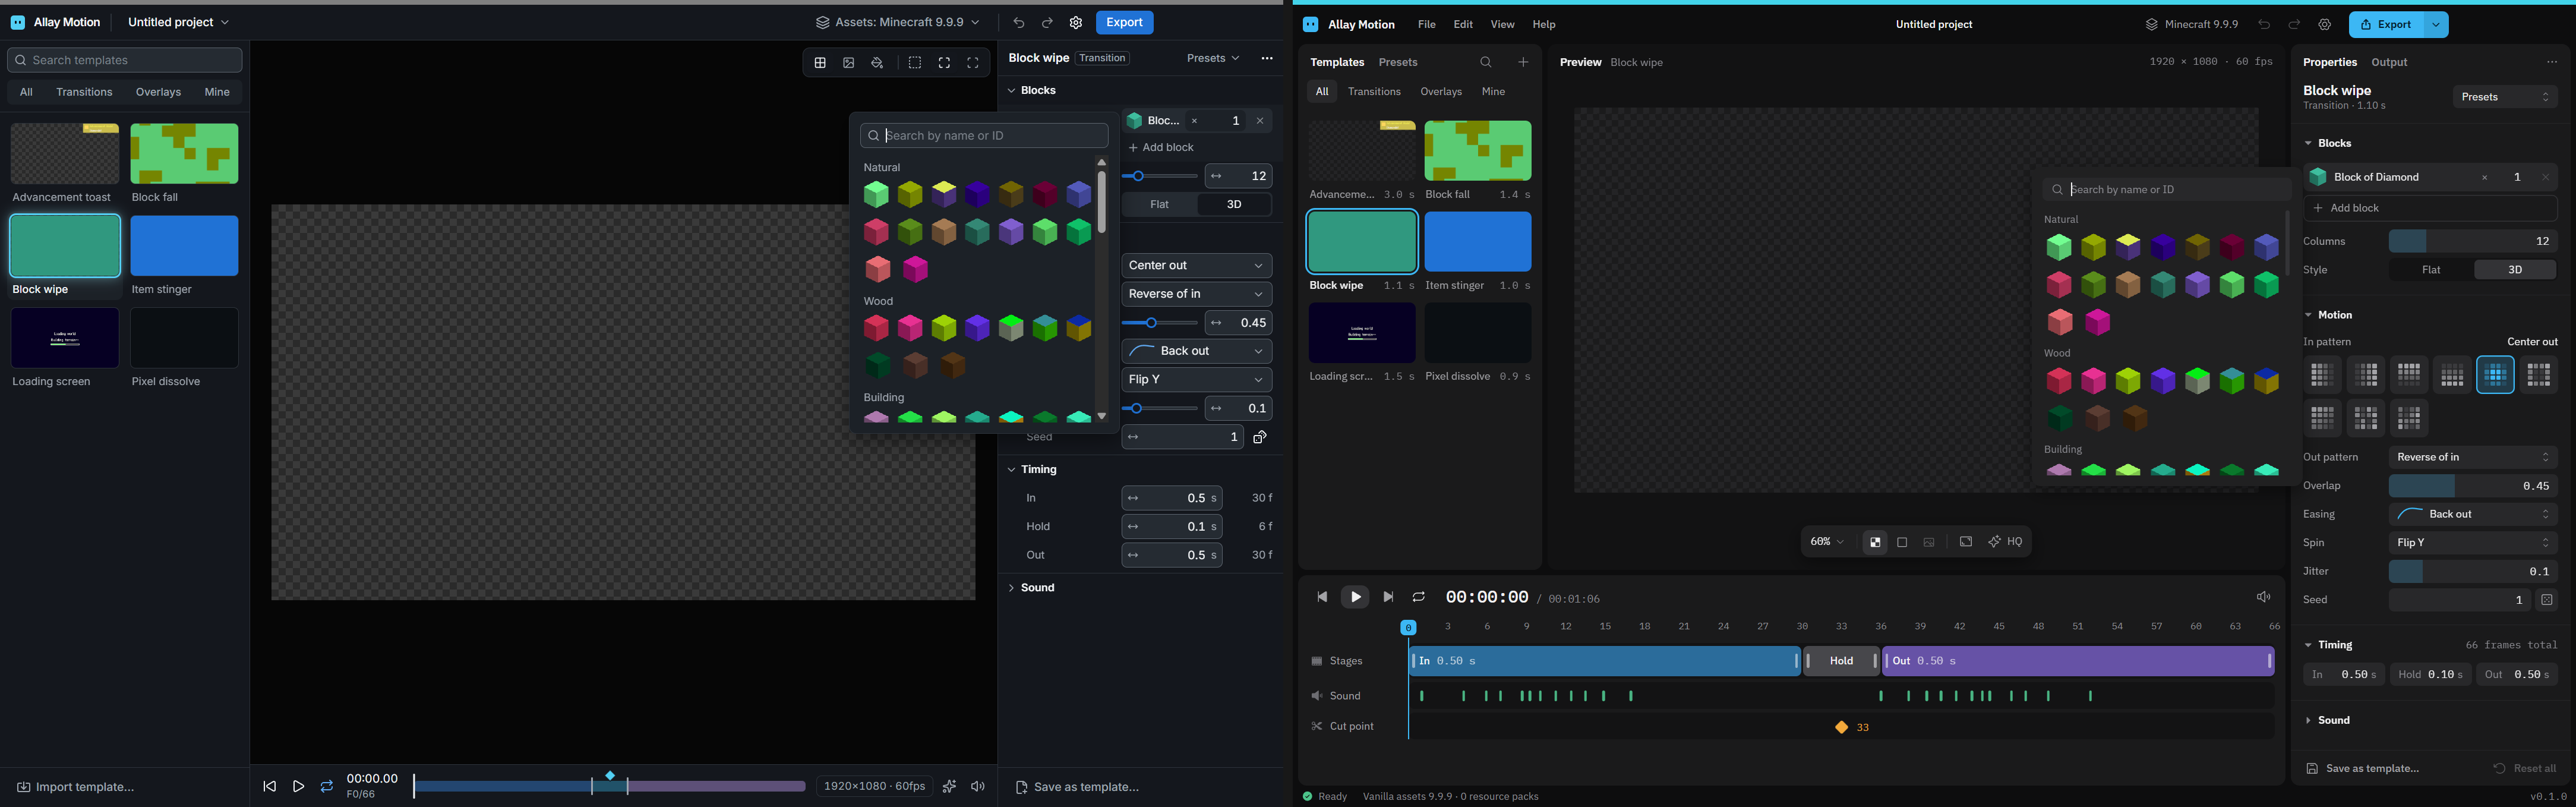 Allay Motion
Untitled project
Assets: Minecraft 9.9.9
Export
Search templates
All Transitions Overlays Mine
Advancement toast
Block fall
Block wipe
Item stinger
Loading screen
Pixel dissolve
Import template...
Search by name or ID
Natural
Wood
Building
Block wipe Transition Presets
Blocks
Bloc... × 1 ×
+ Add block
12
Flat 3D
Center out
Reverse of in
0.45
Back out
Flip Y
0.1
Seed 1
Timing
In 0.5 s 30 f
Hold 0.1 s 6 f
Out 0.5 s 30 f
Sound
Save as template...
00:00.00
F0/66
1920×1080 · 60fps
Allay Motion File Edit View Help
Untitled project
Minecraft 9.9.9
Export
Templates Presets
All Transitions Overlays Mine
Advanceme... 3.0 s
Block fall 1.4 s
Block wipe 1.1 s
Item stinger 1.0 s
Loading world
Loading scr... 1.5 s
Pixel dissolve 0.9 s
Preview Block wipe
1920 × 1080 · 60 fps
Search by name or ID
Natural
Wood
Building
60%
HQ
Properties Output
Block wipe
Transition · 1.10 s
Presets
Blocks
Block of Diamond × 1 ×
+ Add block
Columns 12
Style Flat 3D
Motion
In pattern Center out
Out pattern Reverse of in
Overlap 0.45
Easing Back out
Spin Flip Y
Jitter 0.1
Seed 1
Timing 66 frames total
In 0.50 s Hold 0.10 s Out 0.50 s
Sound
Save as template... Reset all
00:00:00 / 00:01:06
0 3 6 9 12 15 18 21 24 27 30 33 36 39 42 45 48 51 54 57 60 63 66
Stages In 0.50 s Hold Out 0.50 s
Sound
Cut point 33
Ready Vanilla assets 9.9.9 · 0 resource packs
v0.1.0